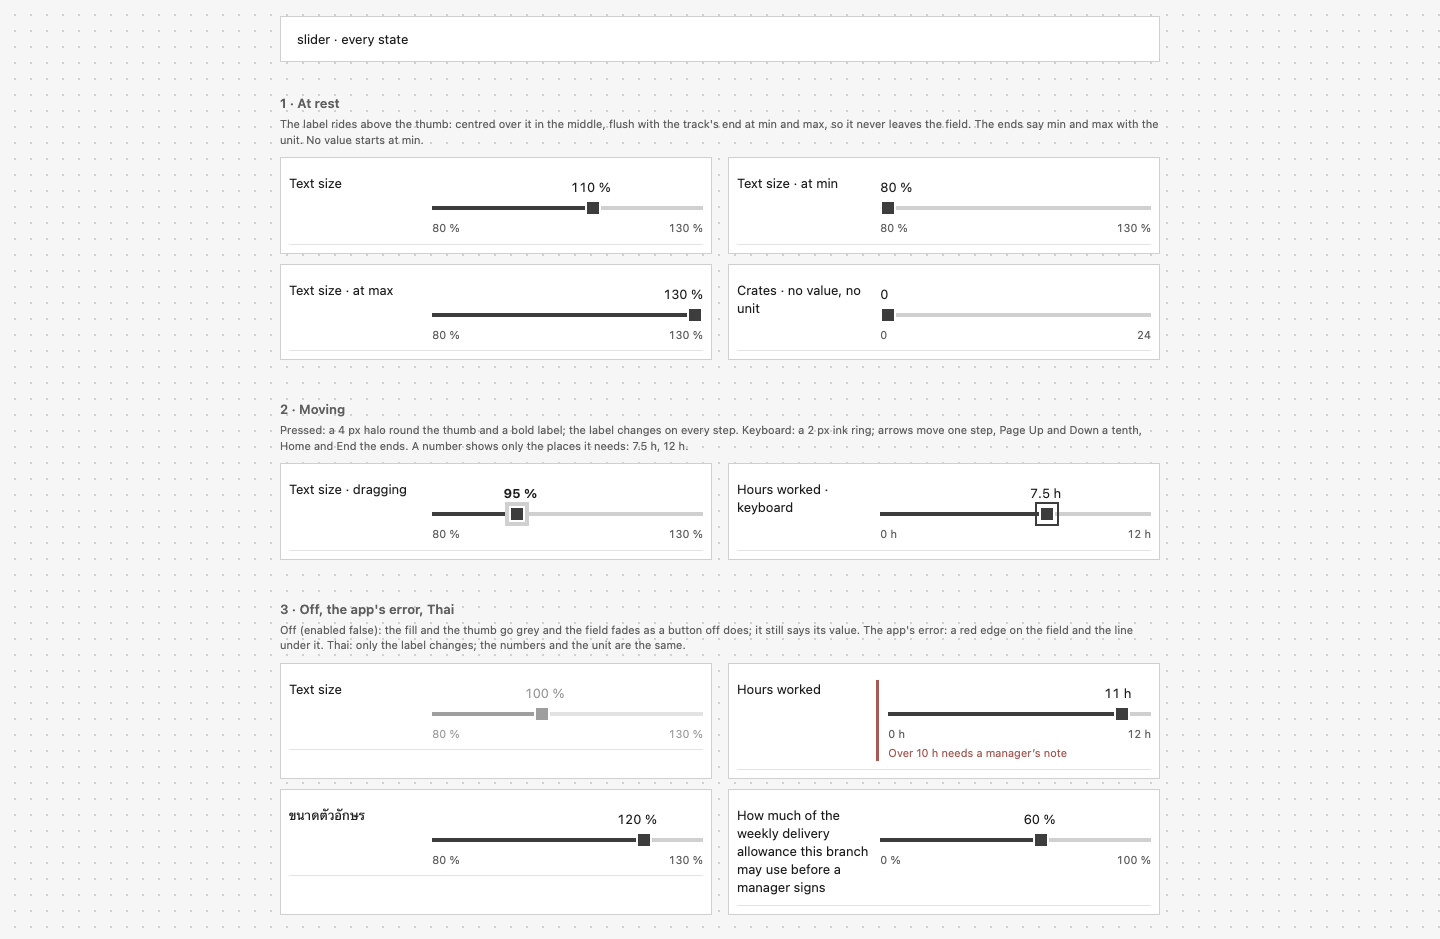 slider · every state
1 · At rest
The label rides above the thumb: centred over it in the middle, flush with the track's end at min and max, so it never leaves the field. The ends say min and max with the
unit. No value starts at min.
Text size
110 %
80 %
130 %
Text size · at min
80 %
80 %
130 %
Text size · at max
130 %
80 %
130 %
Crates · no value, no
unit
0
0
24
2 · Moving
Pressed: a 4 px halo round the thumb and a bold label; the label changes on every step. Keyboard: a 2 px ink ring; arrows move one step, Page Up and Down a tenth,
Home and End the ends. A number shows only the places it needs: 7.5 h, 12 h.
Text size · dragging
95 %
80 %
130 %
Hours worked ·
keyboard
7.5 h
0 h
12 h
3 · Off, the app's error, Thai
Off (enabled false): the fill and the thumb go grey and the field fades as a button off does; it still says its value. The app's error: a red edge on the field and the line
under it. Thai: only the label changes; the numbers and the unit are the same.
Text size
100 %
80 %
130 %
Hours worked
11 h
0 h
12 h
Over 10 h needs a manager’s note
ขนาดตัวอักษร
120 %
80 %
130 %
How much of the
weekly delivery
allowance this branch
may use before a
manager signs
60 %
0 %
100 %